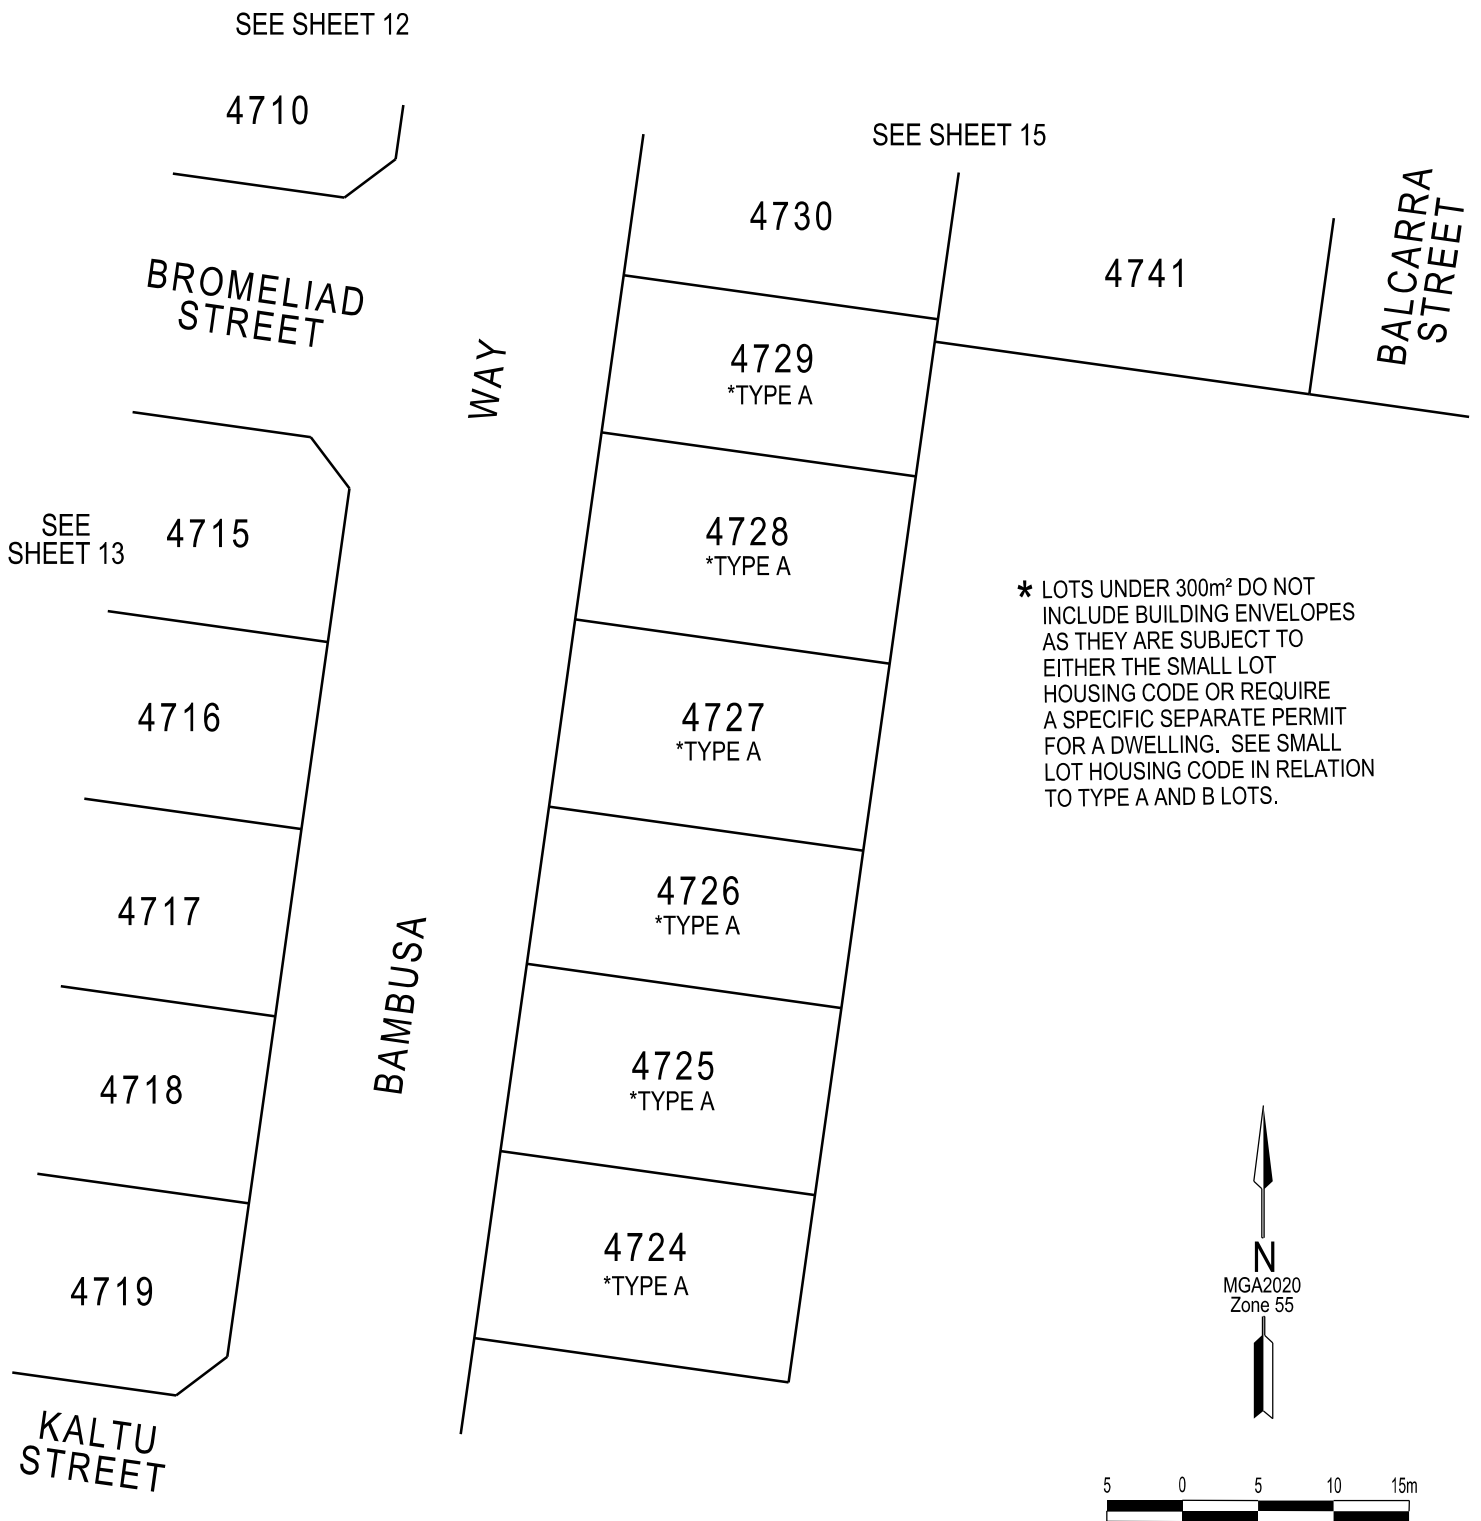 SEE SHEET 12
4710
SEE SHEET 15
4730
4741
BALCARRA
STREET
BROMELIAD
STREET
WAY
4729
*TYPE A
SEE
SHEET 13
4715
4728
*TYPE A
* LOTS UNDER 300m² DO NOT
INCLUDE BUILDING ENVELOPES
AS THEY ARE SUBJECT TO
EITHER THE SMALL LOT
HOUSING CODE OR REQUIRE
A SPECIFIC SEPARATE PERMIT
FOR A DWELLING. SEE SMALL
LOT HOUSING CODE IN RELATION
TO TYPE A AND B LOTS.
4716
4727
*TYPE A
4717
4726
*TYPE A
BAMBUSA
4718
4725
*TYPE A
4719
4724
*TYPE A
N
MGA2020
Zone 55
KALTU
STREET
5 0 5 10 15m